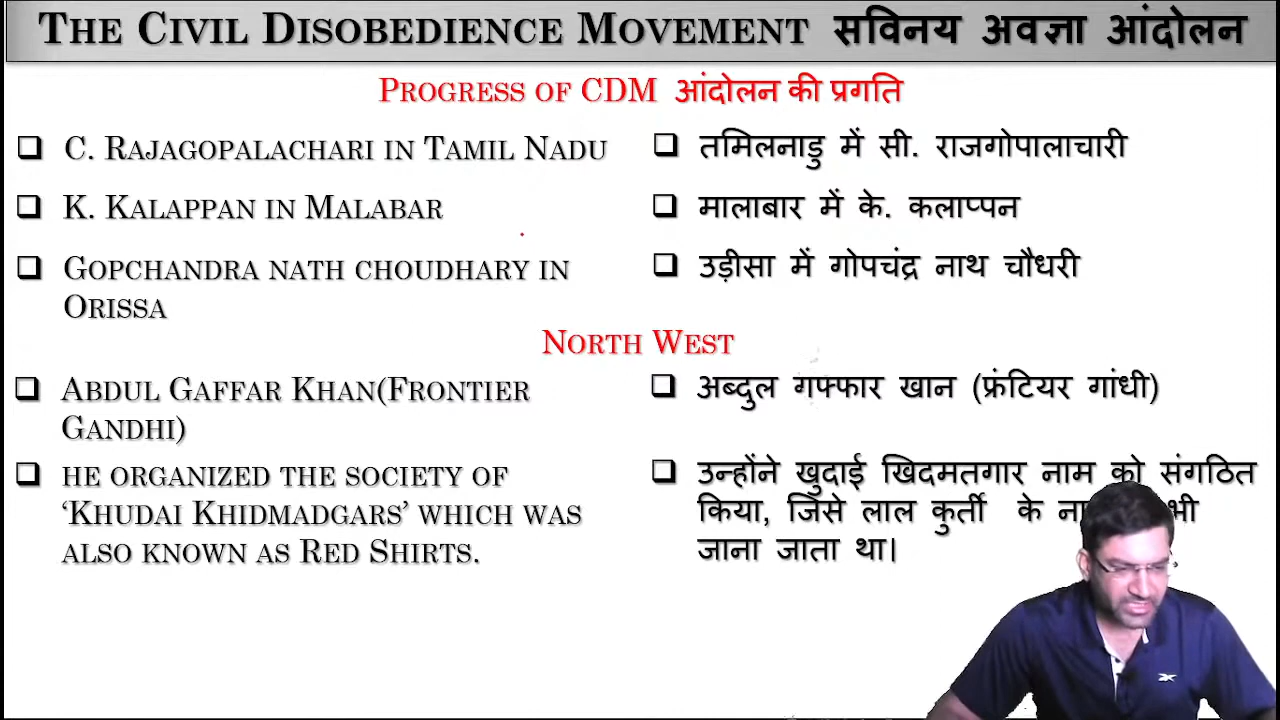 THE CIVIL DISOBEDIENCE MOVEMENT सविनय अवज्ञा आंदोलन
PROGRESS OF CDM आंदोलन की प्रगति
C. RAJAGOPALACHARI IN TAMIL NADU
तमिलनाडु में सी. राजगोपालाचारी
K. KALAPPAN IN MALABAR
मालाबार में के. कलाप्पन
GOPCHANDRA NATH CHOUDHARY IN
ORISSA
उड़ीसा में गोपचंद्र नाथ चौधरी
NORTH WEST
ABDUL GAFFAR KHAN(FRONTIER
GANDHI)
अब्दुल गफ्फार खान (फ्रंटियर गांधी)
HE ORGANIZED THE SOCIETY OF
‘KHUDAI KHIDMADGARS’ WHICH WAS
ALSO KNOWN AS RED SHIRTS.
उन्होंने खुदाई खिदमतगार नाम को संगठित
किया, जिसे लाल कुर्ती के भी
जाना जाता था।